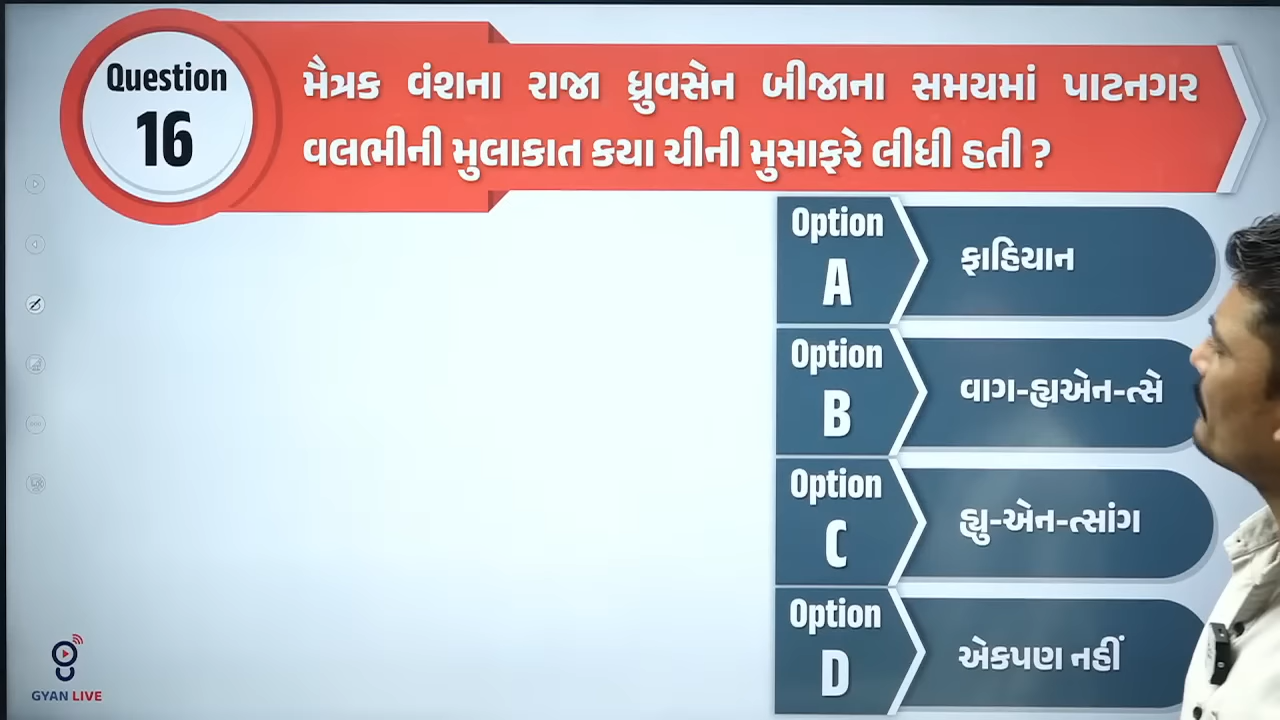 Question
16
મૈત્રક વંશના રાજા ધ્રુવસેન બીજાના સમયમાં પાટનગર
વલભીની મુલાકાત કયા ચીની મુસાફરે લીધી હતી ?
Option
A
ફાહિયાન
Option
B
વાગ-હ્યએન-ત્સે
Option
C
હ્યુ-એન-ત્સાંગ
Option
D
એકપણ નહીં
GYAN LIVE